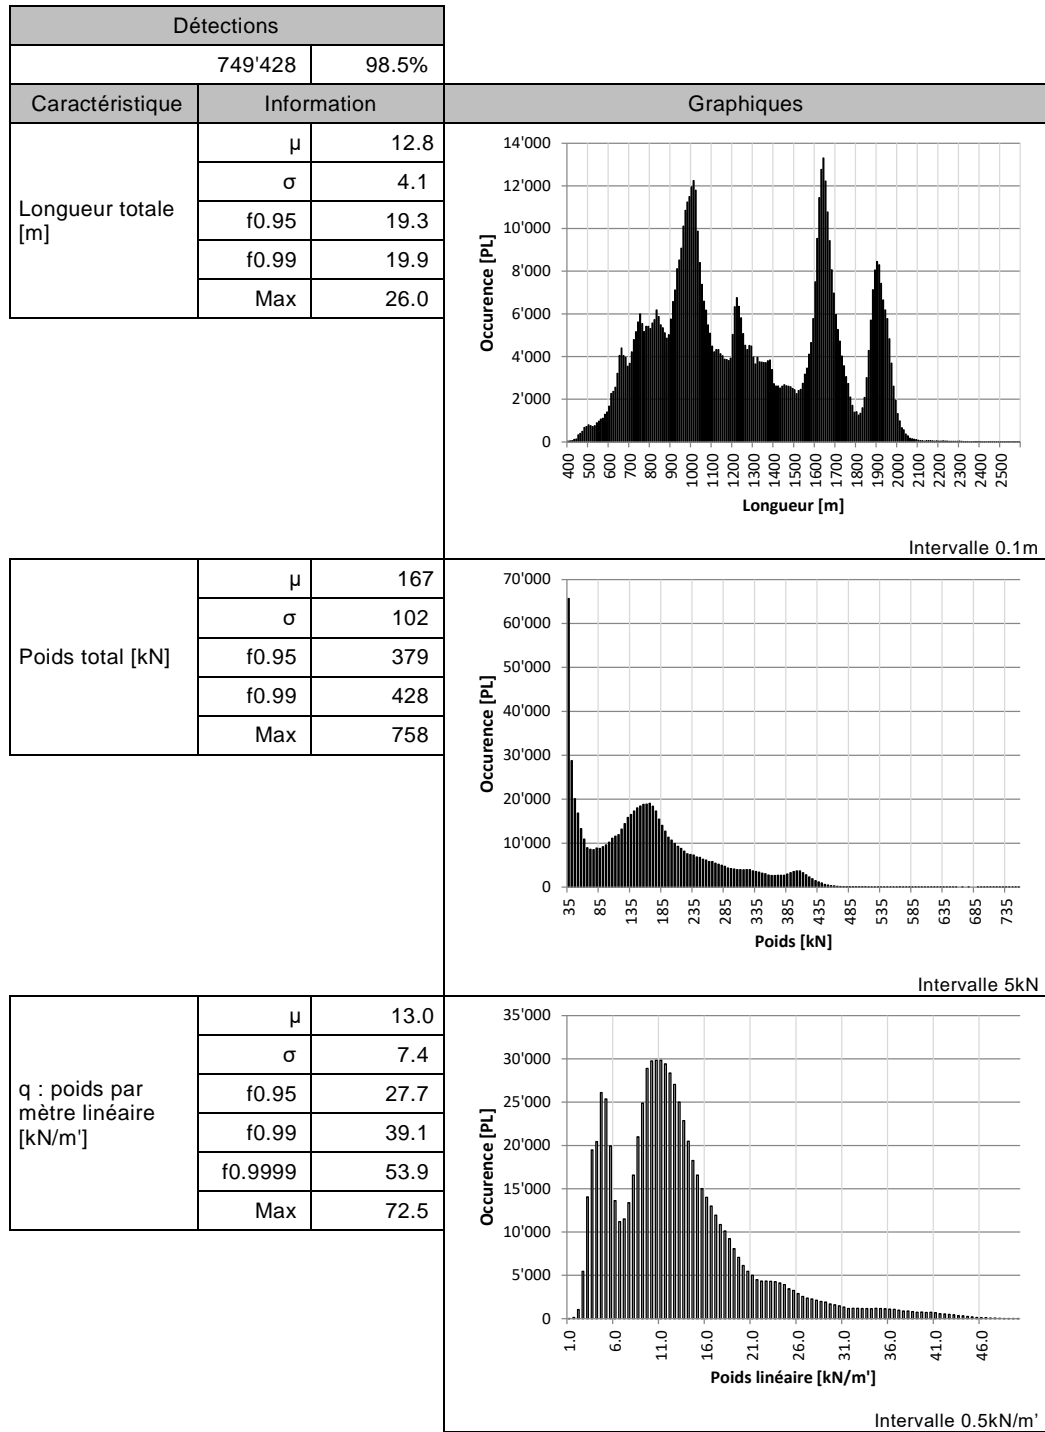 Détections
749'428 98.5%
Caractéristique Information Graphiques
Longueur totale
[m]
μ 12.8
σ 4.1
f0.95 19.3
f0.99 19.9
Max 26.0
14'000
12'000
10'000
8'000
6'000
4'000
2'000
0
Occurence [PL]
400 500 600 700 800 900 1000 1100 1200 1300 1400 1500 1600 1700 1800 1900 2000 2100 2200 2300 2400 2500
Longueur [m]
Intervalle 0.1m
Poids total [kN]
μ 167
σ 102
f0.95 379
f0.99 428
Max 758
70'000
60'000
50'000
40'000
30'000
20'000
10'000
0
Occurence [PL]
35 85 135 185 235 285 335 385 435 485 535 585 635 685 735
Poids [kN]
Intervalle 5kN
q : poids par
mètre linéaire
[kN/m']
μ 13.0
σ 7.4
f0.95 27.7
f0.99 39.1
f0.9999 53.9
Max 72.5
35'000
30'000
25'000
20'000
15'000
10'000
5'000
0
Occurence [PL]
1.0 6.0 11.0 16.0 21.0 26.0 31.0 36.0 41.0 46.0
Poids linéaire [kN/m']
Intervalle 0.5kN/m’